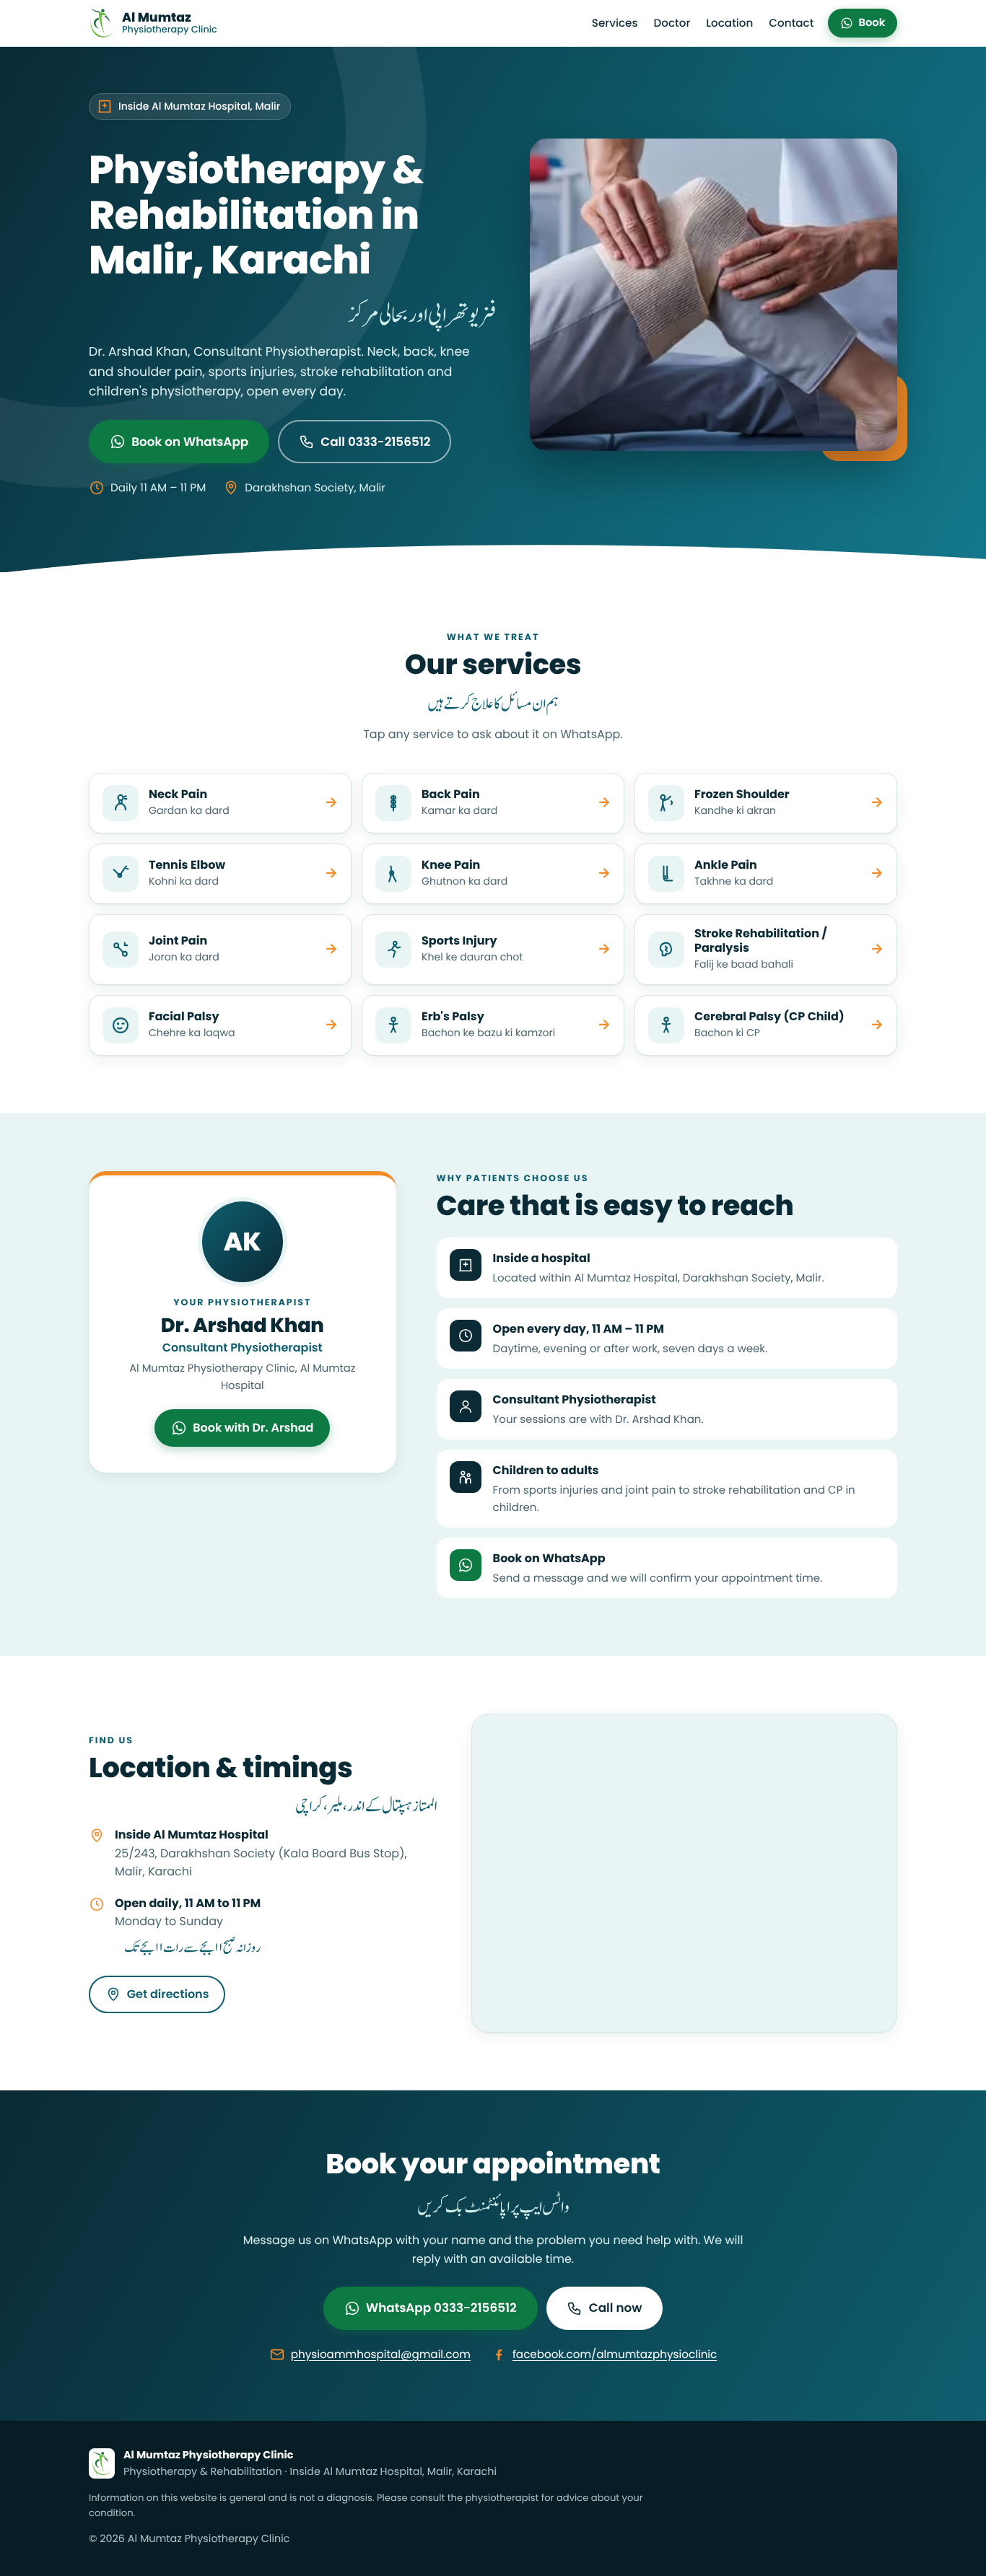 Al Mumtaz
Physiotherapy Clinic
Services Doctor Location Contact Book
Inside Al Mumtaz Hospital, Malir
Physiotherapy &
Rehabilitation in
Malir, Karachi
فزیوتھراپی اور بحالی مرکز
Dr. Arshad Khan, Consultant Physiotherapist. Neck, back, knee
and shoulder pain, sports injuries, stroke rehabilitation and
children's physiotherapy, open every day.
Book on WhatsApp Call 0333-2156512
Daily 11 AM – 11 PM Darakhshan Society, Malir
WHAT WE TREAT
Our services
ہم ان مسائل کا علاج کرتے ہیں
Tap any service to ask about it on WhatsApp.
Neck Pain
Gardan ka dard
Back Pain
Kamar ka dard
Frozen Shoulder
Kandhe ki akran
Tennis Elbow
Kohni ka dard
Knee Pain
Ghutnon ka dard
Ankle Pain
Takhne ka dard
Joint Pain
Joron ka dard
Sports Injury
Khel ke dauran chot
Stroke Rehabilitation /
Paralysis
Falij ke baad bahali
Facial Palsy
Chehre ka laqwa
Erb's Palsy
Bachon ke bazu ki kamzori
Cerebral Palsy (CP Child)
Bachon ki CP
AK
YOUR PHYSIOTHERAPIST
Dr. Arshad Khan
Consultant Physiotherapist
Al Mumtaz Physiotherapy Clinic, Al Mumtaz
Hospital
Book with Dr. Arshad
WHY PATIENTS CHOOSE US
Care that is easy to reach
Inside a hospital
Located within Al Mumtaz Hospital, Darakhshan Society, Malir.
Open every day, 11 AM – 11 PM
Daytime, evening or after work, seven days a week.
Consultant Physiotherapist
Your sessions are with Dr. Arshad Khan.
Children to adults
From sports injuries and joint pain to stroke rehabilitation and CP in
children.
Book on WhatsApp
Send a message and we will confirm your appointment time.
FIND US
Location & timings
الممتاز ہسپتال کے اندر، ملیر، کراچی
Inside Al Mumtaz Hospital
25/243, Darakhshan Society (Kala Board Bus Stop),
Malir, Karachi
Open daily, 11 AM to 11 PM
Monday to Sunday
روزانہ صبح ۱۱ بجے سے رات ۱۱ بجے تک
Get directions
Book your appointment
واٹس ایپ پر اپائنٹمنٹ بک کریں
Message us on WhatsApp with your name and the problem you need help with. We will
reply with an available time.
WhatsApp 0333-2156512 Call now
physioammhospital@gmail.com facebook.com/almumtazphysioclinic
Al Mumtaz Physiotherapy Clinic
Physiotherapy & Rehabilitation · Inside Al Mumtaz Hospital, Malir, Karachi
Information on this website is general and is not a diagnosis. Please consult the physiotherapist for advice about your
condition.
© 2026 Al Mumtaz Physiotherapy Clinic